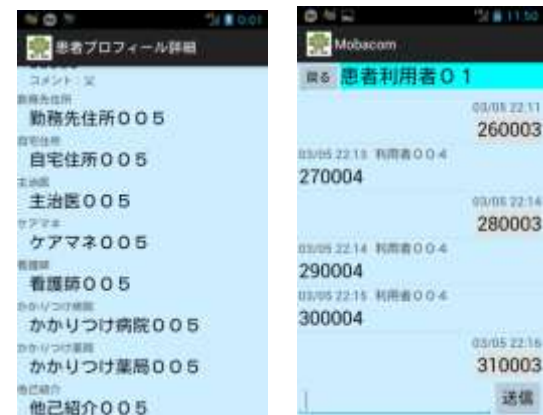 0:01
患者プロフィール詳細
コメント：父
勤務先住所
勤務先住所００５
自宅住所
自宅住所００５
主治医
主治医００５
ケアマネ
ケアマネ００５
看護師
看護師００５
かかりつけ病院
かかりつけ病院００５
かかりつけ薬局
かかりつけ薬局００５
他己紹介
他己紹介００５
11:50
Mobacom
戻る 患者利用者０１
03/05 22:11
260003
03/05 22:13 利用者００４
270004
03/05 22:14
280003
03/05 22:14 利用者００４
290004
03/05 22:15 利用者００４
300004
03/05 22:16
310003
送信